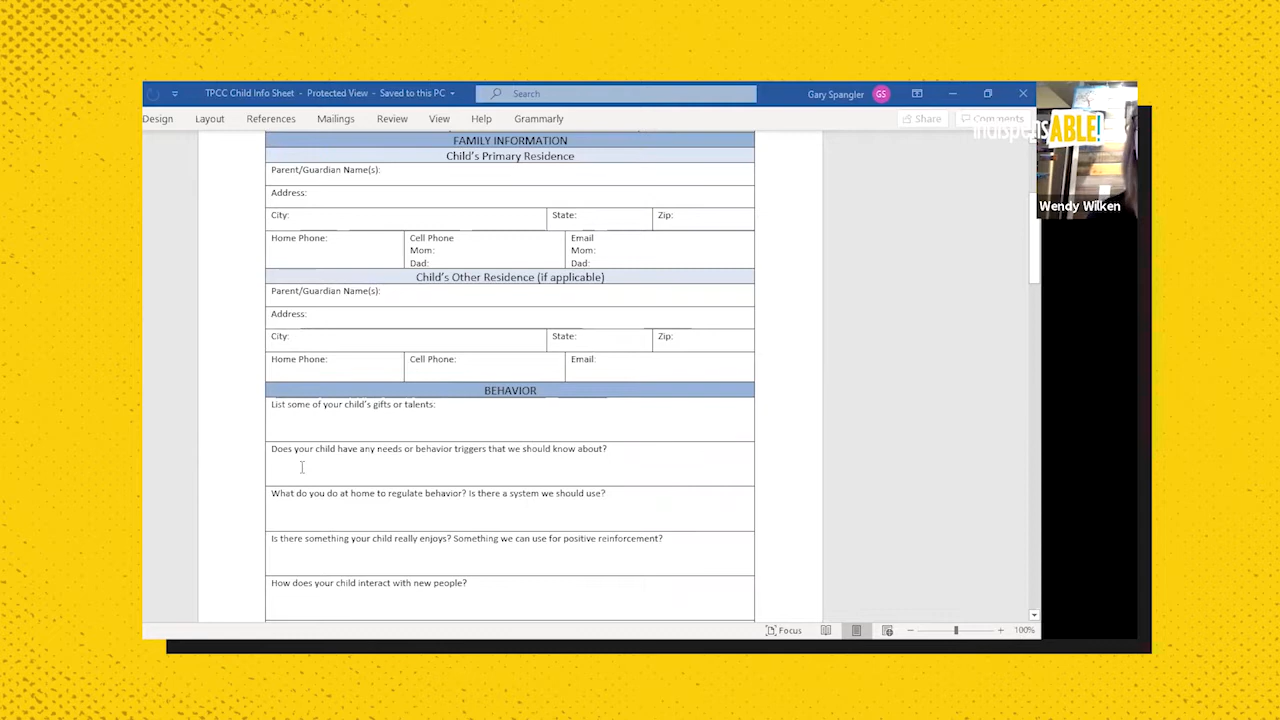 TPCC Child Info Sheet - Protected View - Saved to this PC
Search
Gary Spangler
GS
Design
Layout
References
Mailings
Review
View
Help
Grammarly
Share
Comments
indispensABLE!
Wendy Wilken
FAMILY INFORMATION
Child's Primary Residence
Parent/Guardian Name(s):
Address:
City:
State:
Zip:
Home Phone:
Cell Phone
Mom:
Dad:
Email
Mom:
Dad:
Child's Other Residence (if applicable)
Parent/Guardian Name(s):
Address:
City:
State:
Zip:
Home Phone:
Cell Phone:
Email:
BEHAVIOR
List some of your child's gifts or talents:
Does your child have any needs or behavior triggers that we should know about?
What do you do at home to regulate behavior? Is there a system we should use?
Is there something your child really enjoys? Something we can use for positive reinforcement?
How does your child interact with new people?
Focus
100%